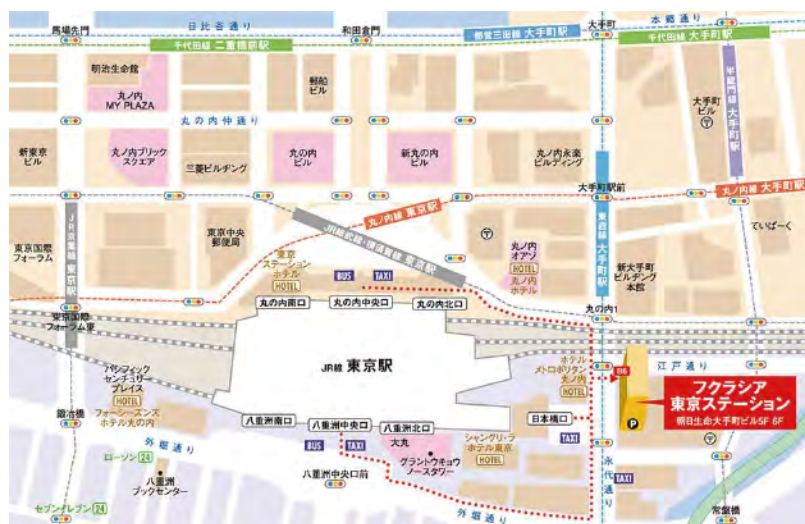 日比谷通り
本郷通り
馬場先門
和田倉門
大手町
千代田線 二重橋前駅
都営三田線 大手町駅
千代田線 大手町駅
明治生命館
丸ノ内
MY PLAZA
郵船
ビル
大手町
ビル
半蔵門線 大手町駅
丸の内仲通り
新東京
ビル
丸ノ内ブリック
スクエア
三菱ビルヂング
丸の内
ビル
新丸の内
ビル
丸ノ内永楽
ビルディング
大手町駅前
丸ノ内線 大手町駅
丸ノ内線 東京駅
JR京葉線 東京駅
JR総武線・横須賀線 東京駅
東西線 大手町駅
東京国際
フォーラム
東京中央
郵便局
東京
ステーション
ホテル
HOTEL
BUS
TAXI
丸ノ内
オアゾ
HOTEL
丸ノ内
ホテル
新大手町
ビルヂング
本館
ていぱーく
丸の内1
丸の内南口
丸の内中央口
丸の内北口
東京国際
フォーラム東
JR線 東京駅
パシフィック
センチュリー
プレイス
HOTEL
フォーシーズンズ
ホテル丸の内
ホテル
メトロポリタン
丸ノ内
HOTEL
B6
江戸通り
フクラシア
東京ステーション
朝日生命大手町ビル5F 6F
P
鍛冶橋
八重洲南口
八重洲中央口
八重洲北口
日本橋口
TAXI
BUS
TAXI
大丸
グラントウキョウ
ノースタワー
シャングリ・ラ
ホテル東京
HOTEL
外堀通り
ローソン24
八重洲
ブックセンター
八重洲中央口前
永代通り
TAXI
セブンイレブン24
外堀通り
常盤橋